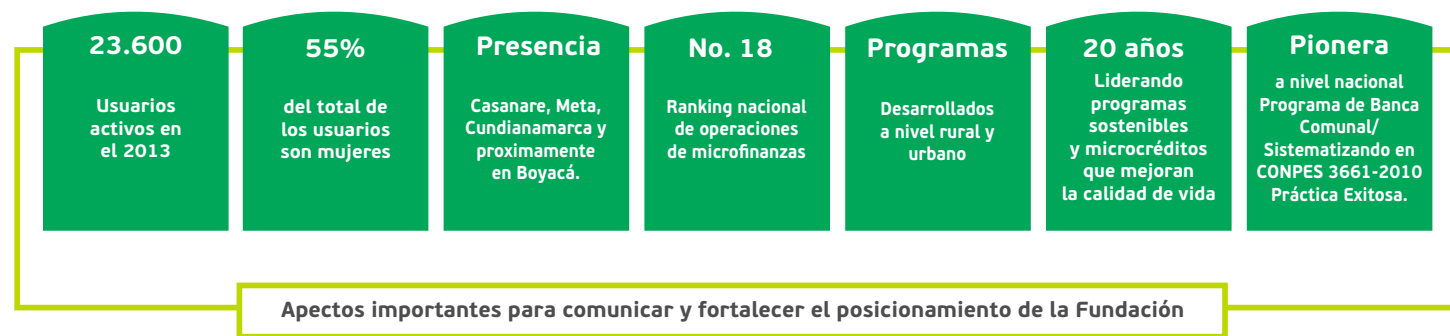 23.600
Usuarios
activos en
el 2013
55%
del total de
los usuarios
son mujeres
Presencia
Casanare, Meta,
Cundianamarca y
proximamente
en Boyacá.
No. 18
Ranking nacional
de operaciones
de microfinanzas
Programas
Desarrollados
a nivel rural y
urbano
20 años
Liderando
programas
sostenibles
y microcréditos
que mejoran
la calidad de vida
Pionera
a nivel nacional
Programa de Banca
Comunal/
Sistematizando en
CONPES 3661-2010
Práctica Exitosa.
Apectos importantes para comunicar y fortalecer el posicionamiento de la Fundación